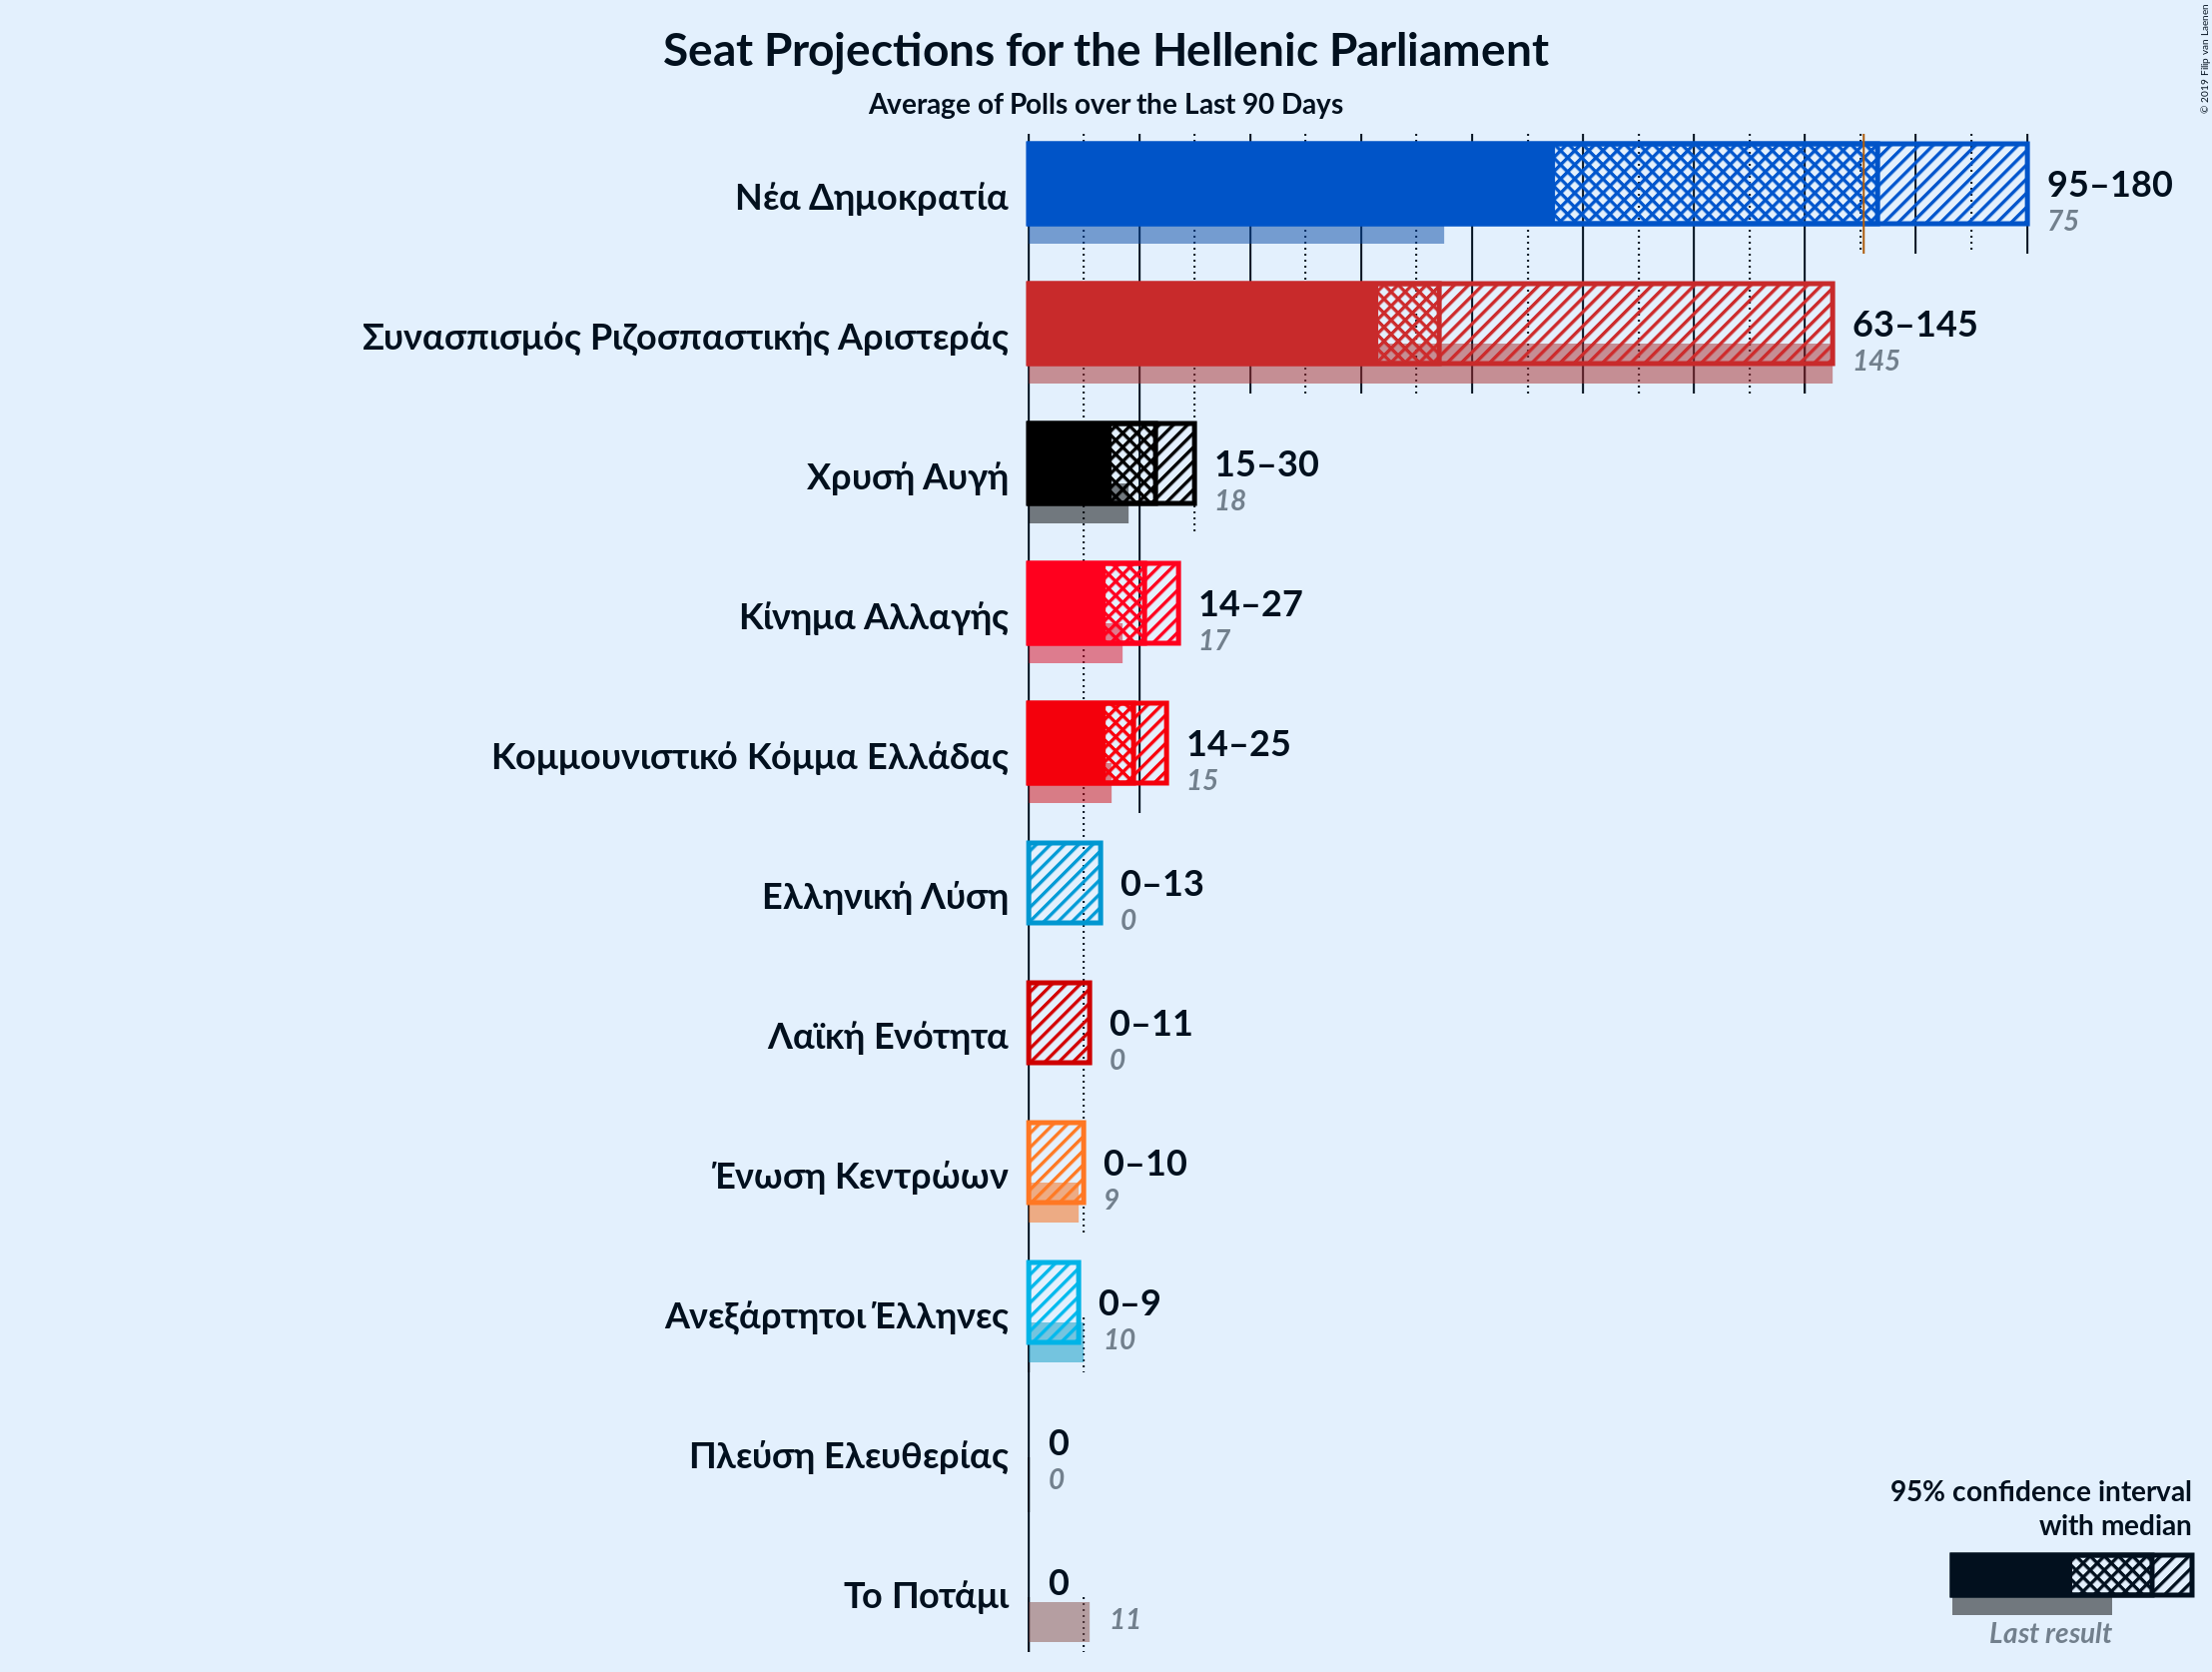 Seat Projections for the Hellenic Parliament
Average of Polls over the Last 90 Days
© 2019 Filip van Laenen
Νέα Δημοκρατία
95–180
75
Συνασπισμός Ριζοσπαστικής Αριστεράς
63–145
145
Χρυσή Αυγή
15–30
18
Κίνημα Αλλαγής
14–27
17
Κομμουνιστικό Κόμμα Ελλάδας
14–25
15
Ελληνική Λύση
0–13
0
Λαϊκή Ενότητα
0–11
0
Ένωση Κεντρώων
0–10
9
Ανεξάρτητοι Έλληνες
0–9
10
Πλεύση Ελευθερίας
0
0
Το Ποτάμι
0
11
95% confidence interval
with median
Last result